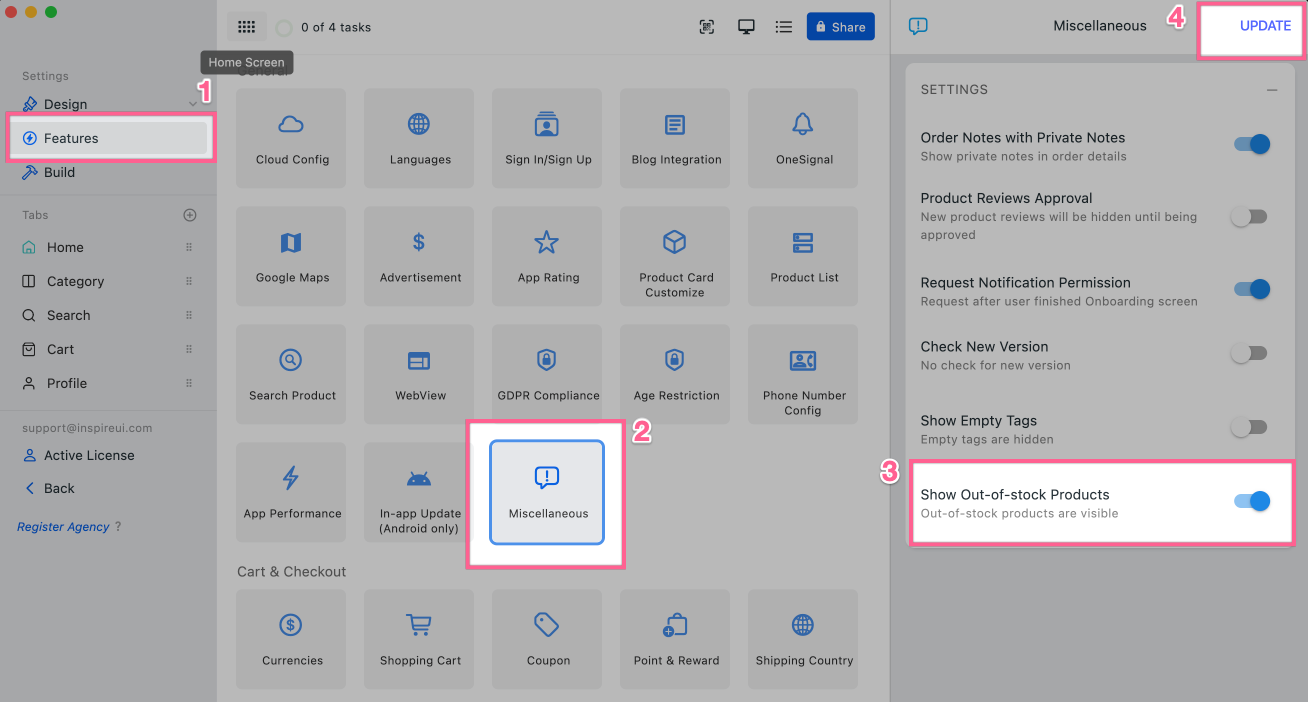 0 of 4 tasks
Share
Miscellaneous
4
UPDATE
Home Screen
General
Settings
1
Design
Features
Build
Tabs
Home
Category
Search
Cart
Profile
support@inspireui.com
Active License
Back
Register Agency ?
Cloud Config
Languages
Sign In/Sign Up
Blog Integration
OneSignal
Google Maps
Advertisement
App Rating
Product Card
Customize
Product List
Search Product
WebView
GDPR Compliance
Age Restriction
Phone Number
Config
2
App Performance
In-app Update
(Android only)
Miscellaneous
Cart & Checkout
Currencies
Shopping Cart
Coupon
Point & Reward
Shipping Country
SETTINGS
Order Notes with Private Notes
Show private notes in order details
Product Reviews Approval
New product reviews will be hidden until being
approved
Request Notification Permission
Request after user finished Onboarding screen
Check New Version
No check for new version
Show Empty Tags
Empty tags are hidden
3
Show Out-of-stock Products
Out-of-stock products are visible